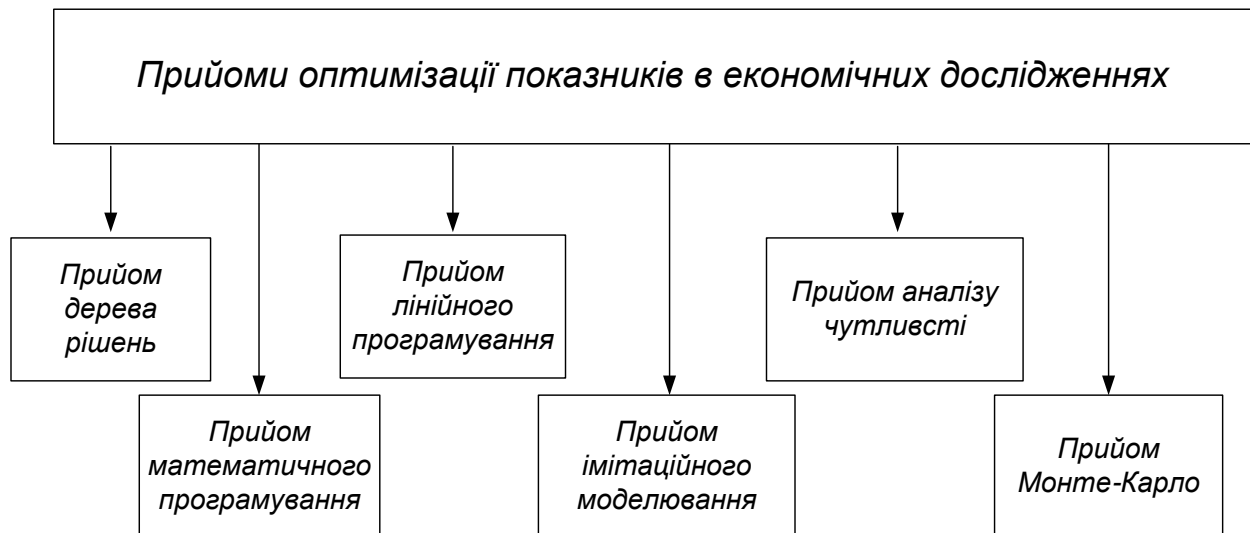 Прийоми оптимізації показників в економічних дослідженнях
Прийом
дерева
рішень
Прийом
лінійного
програмування
Прийом аналізу
чутливсті
Прийом
математичного
програмування
Прийом
імітаційного
моделювання
Прийом
Монте-Карло